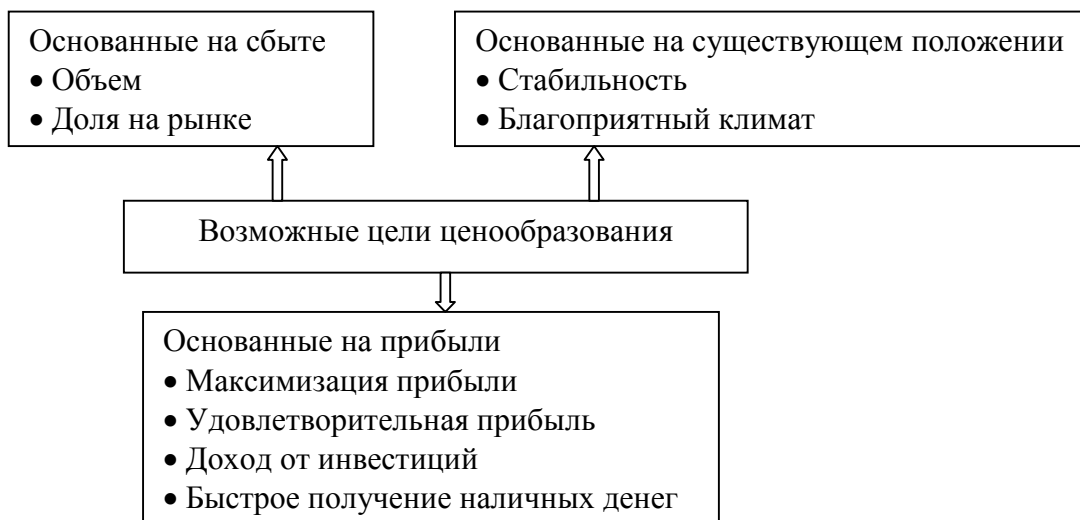 Основанные на сбыте
• Объем
• Доля на рынке
Основанные на существующем положении
• Стабильность
• Благоприятный климат
Возможные цели ценообразования
Основанные на прибыли
• Максимизация прибыли
• Удовлетворительная прибыль
• Доход от инвестиций
• Быстрое получение наличных денег